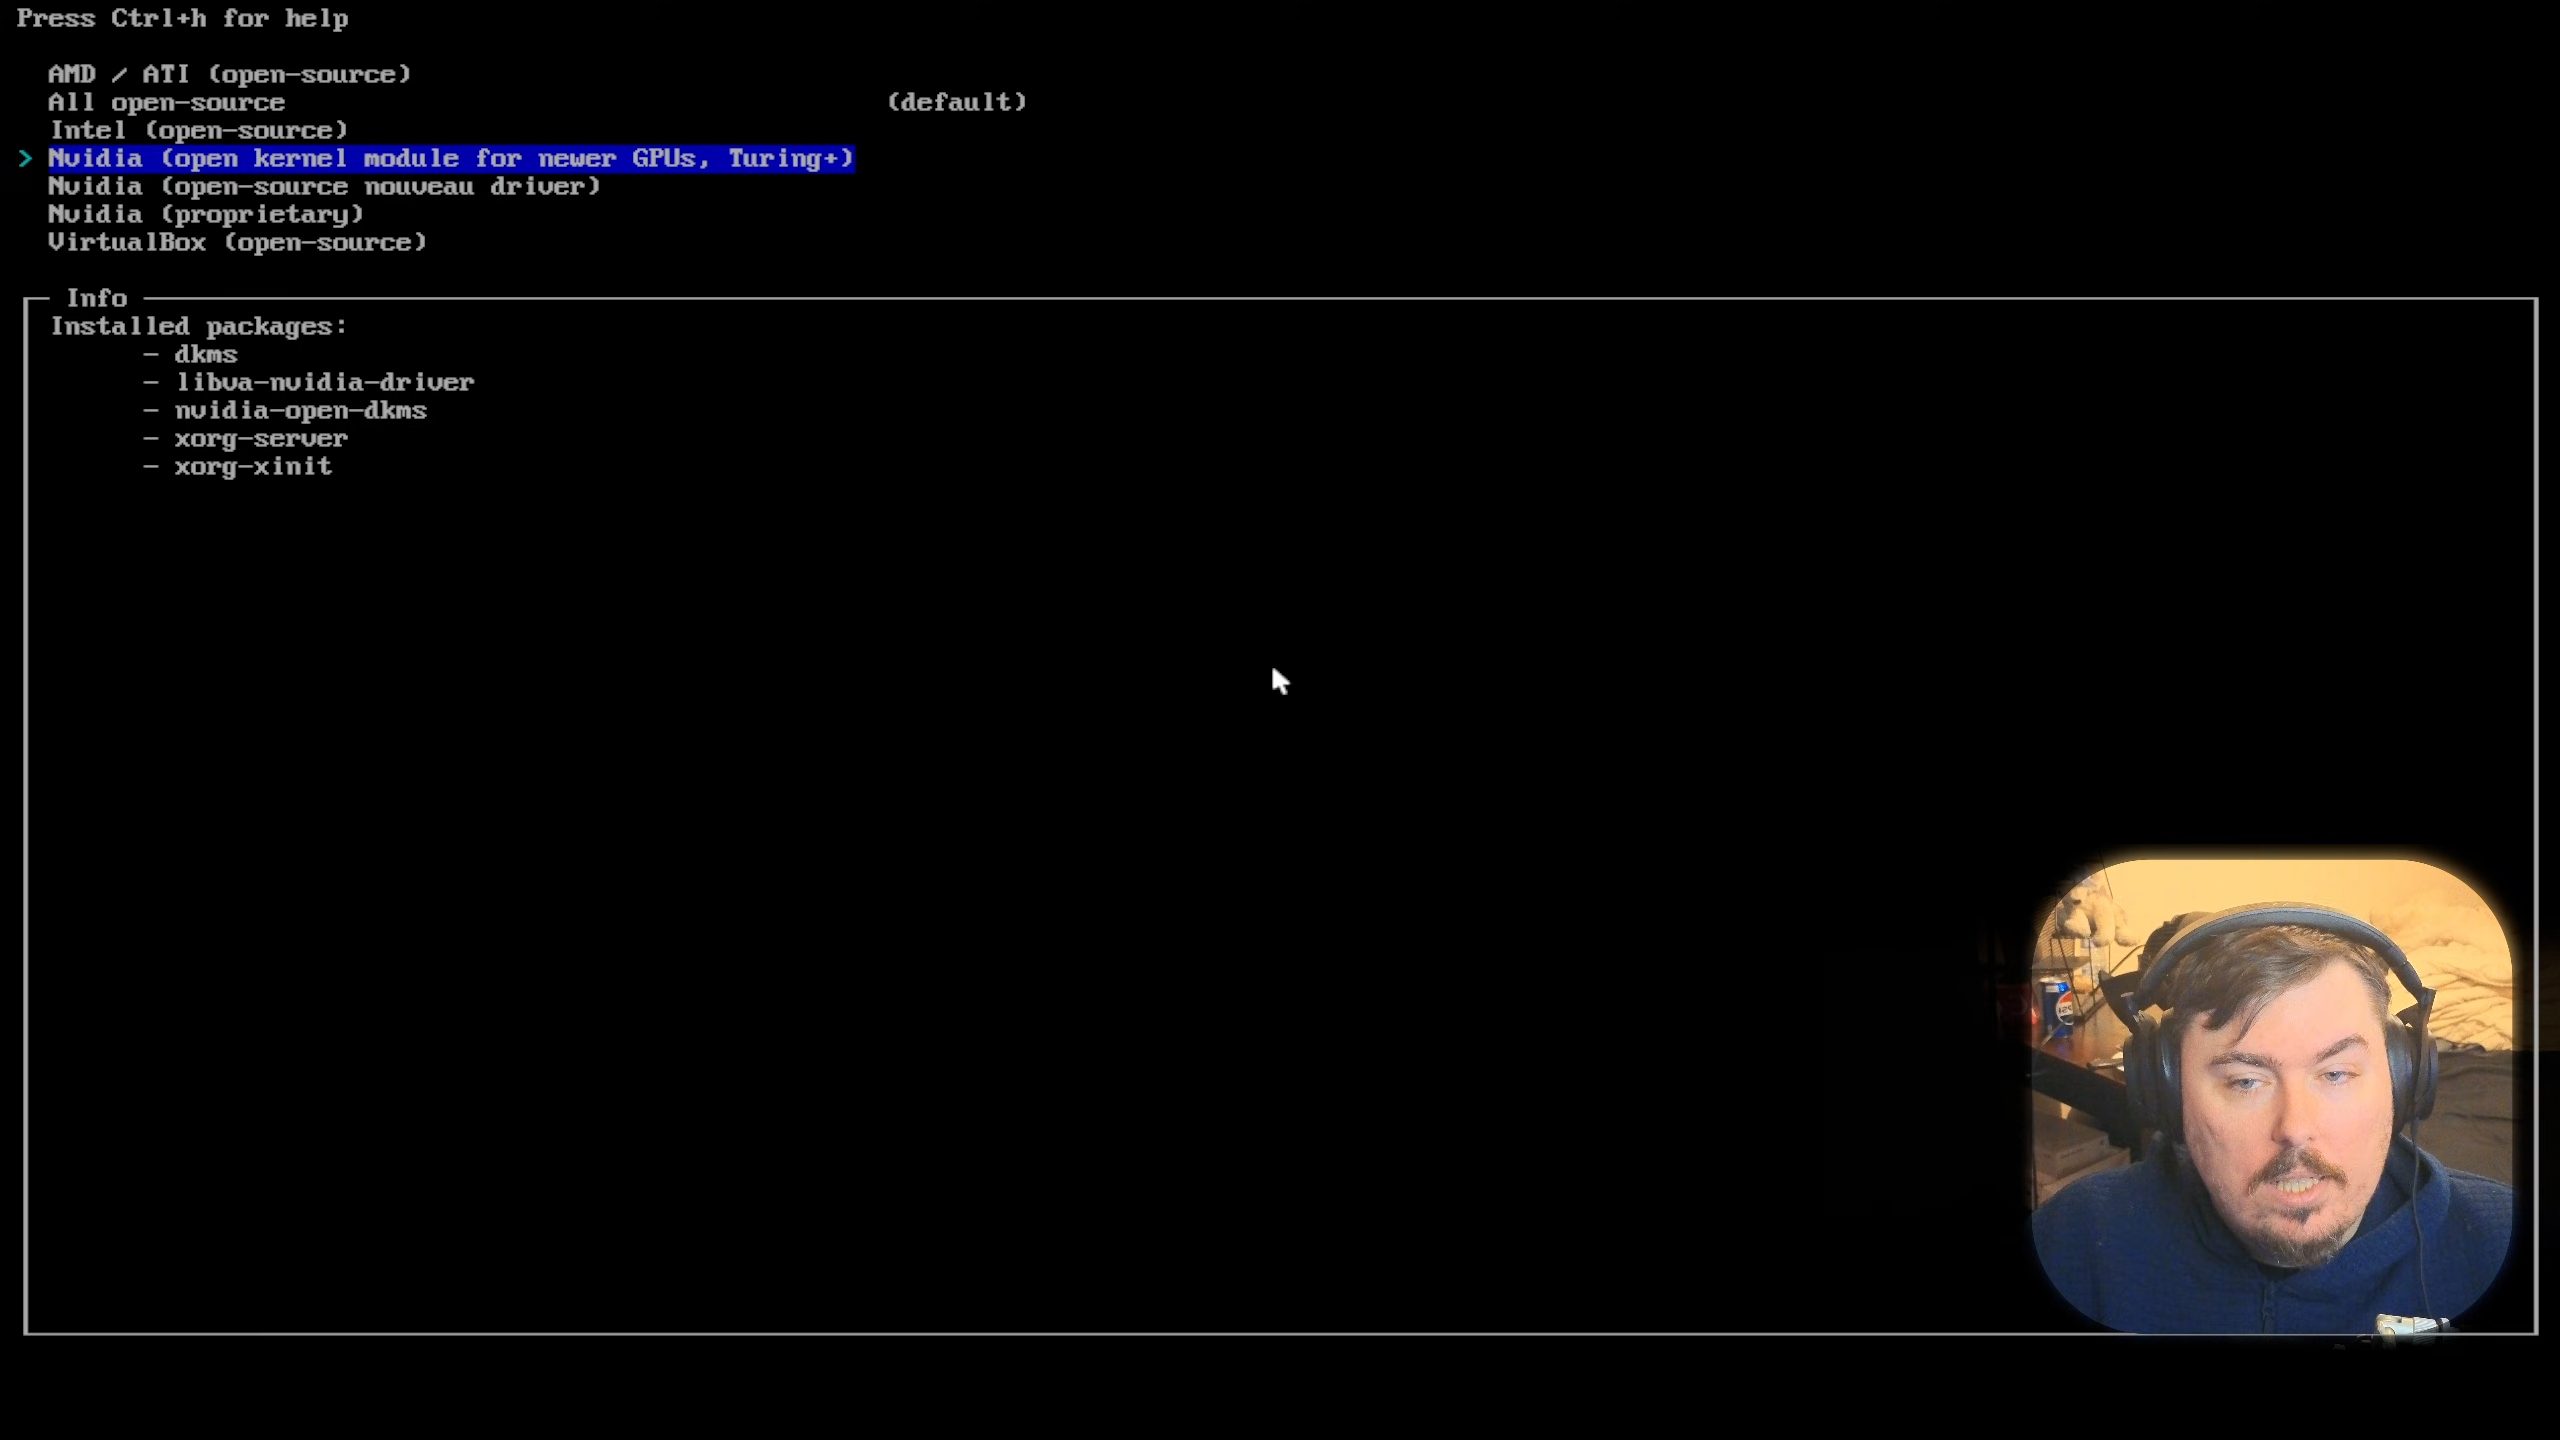 Press Ctrl+h for help
AMD / ATI (open-source)
All open-source (default)
Intel (open-source)
> Nvidia (open kernel module for newer GPUs, Turing+)
Nvidia (open-source nouveau driver)
Nvidia (proprietary)
VirtualBox (open-source)
Info
Installed packages:
- dkms
- libva-nvidia-driver
- nvidia-open-dkms
- xorg-server
- xorg-xinit